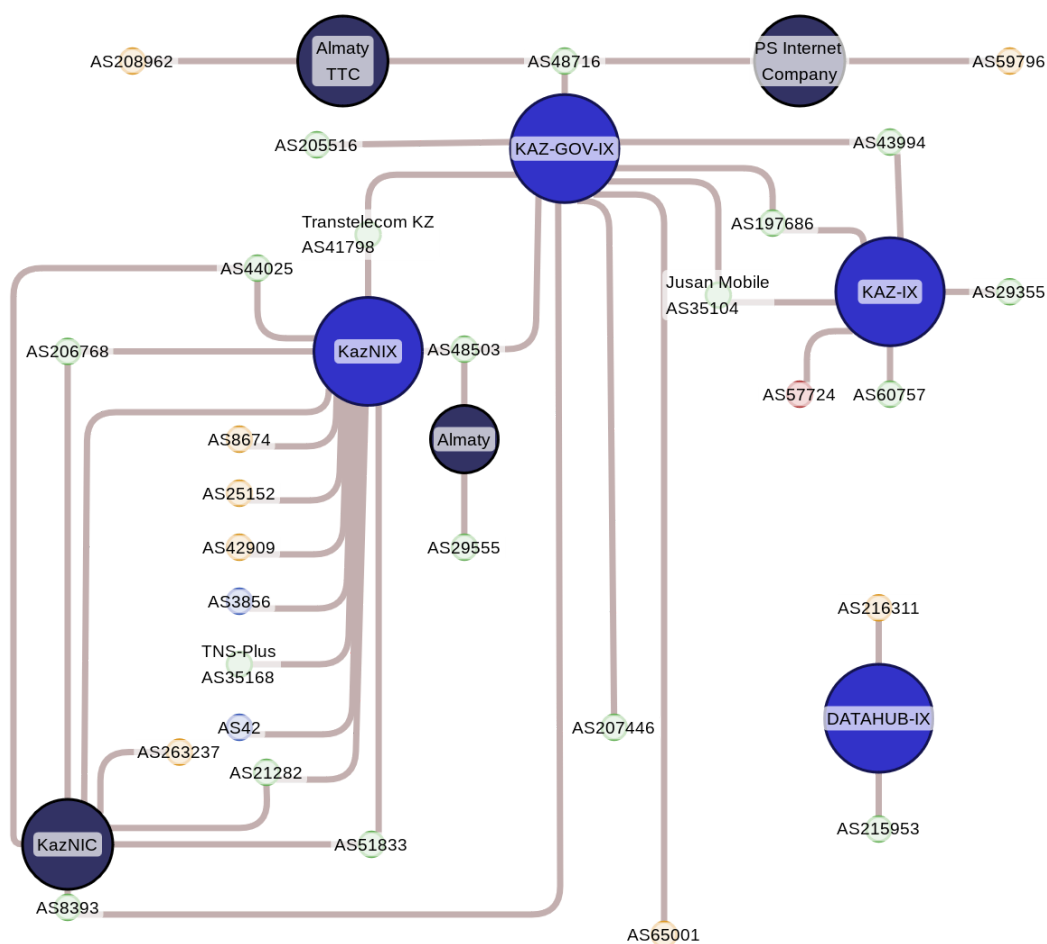 Almaty
TTC
PS Internet
Company
AS208962
AS48716
AS59796
AS205516
KAZ-GOV-IX
AS43994
Transtelecom KZ
AS41798
AS197686
AS44025
Jusan Mobile
AS35104
KAZ-IX
AS29355
AS206768
KazNIX
AS48503
AS57724
AS60757
AS8674
Almaty
AS25152
AS42909
AS29555
AS3856
AS216311
TNS-Plus
AS35168
DATAHUB-IX
AS42
AS207446
AS263237
AS21282
AS215953
KazNIC
AS51833
AS8393
AS65001